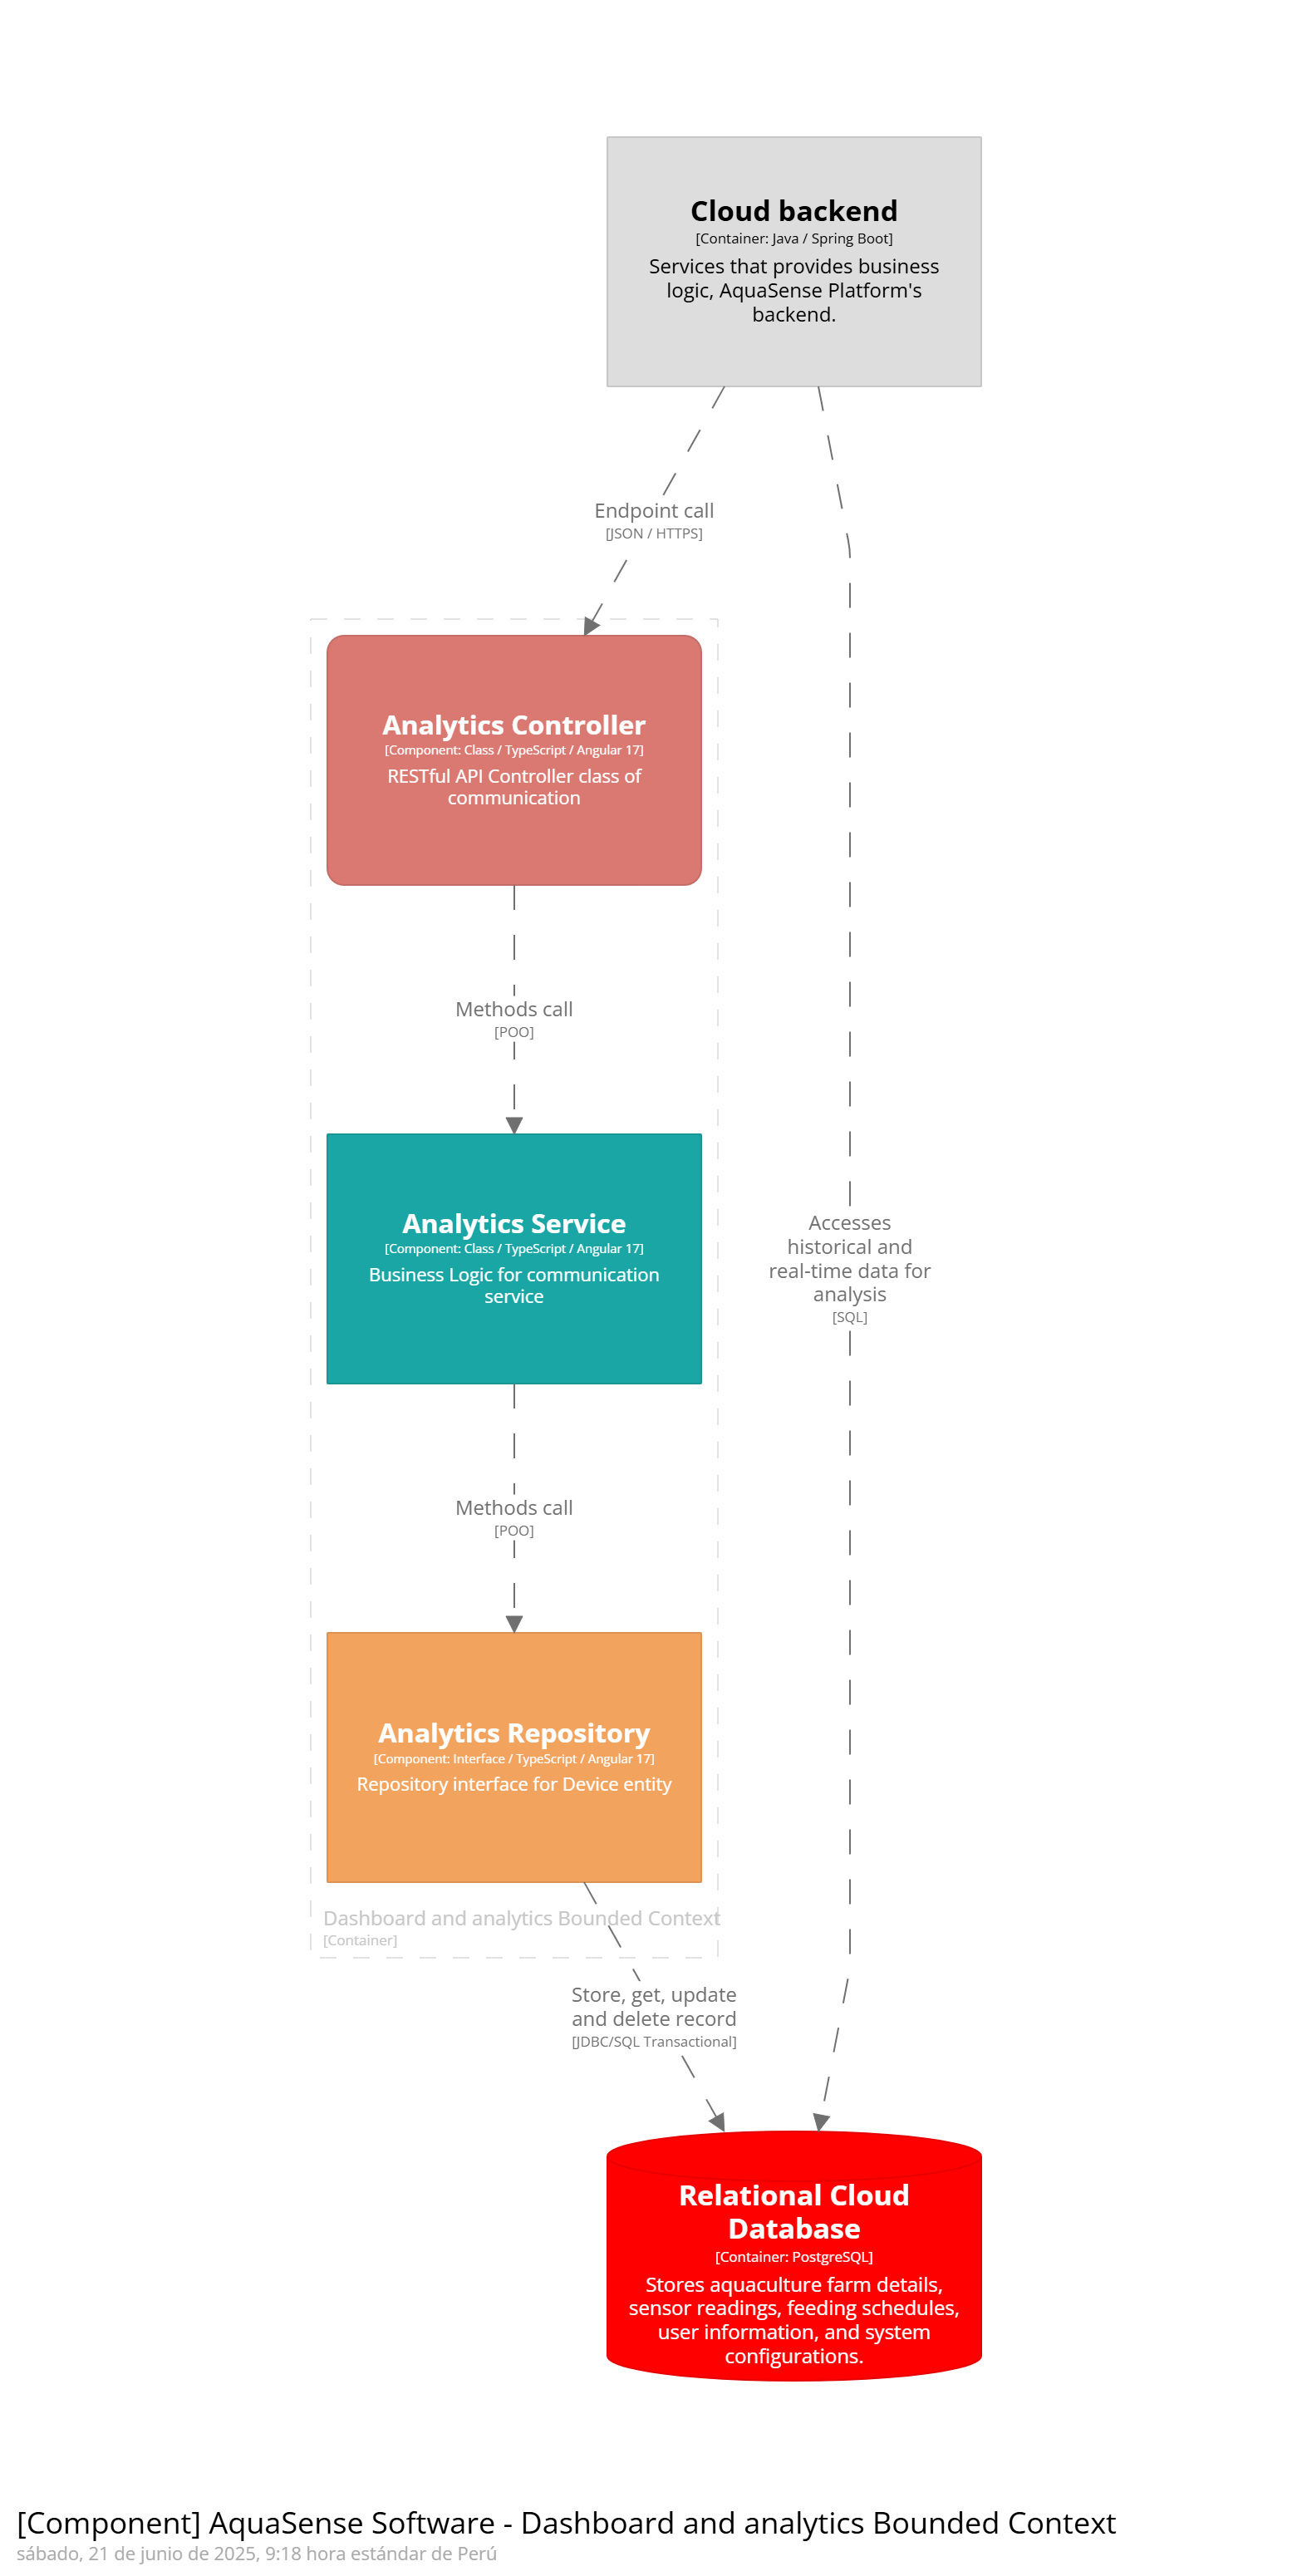 Cloud backend
[Container: Java / Spring Boot]
Services that provides business
logic, AquaSense Platform's
backend.
Endpoint call
[JSON / HTTPS]
Analytics Controller
[Component: Class / TypeScript / Angular 17]
RESTful API Controller class of
communication
Methods call
[POO]
Analytics Service
[Component: Class / TypeScript / Angular 17]
Business Logic for communication
service
Accesses
historical and
real-time data for
analysis
[SQL]
Methods call
[POO]
Analytics Repository
[Component: Interface / TypeScript / Angular 17]
Repository interface for Device entity
Dashboard and analytics Bounded Context
[Container]
Store, get, update
and delete record
[JDBC/SQL Transactional]
Relational Cloud
Database
[Container: PostgreSQL]
Stores aquaculture farm details,
sensor readings, feeding schedules,
user information, and system
configurations.
[Component] AquaSense Software - Dashboard and analytics Bounded Context
sábado, 21 de junio de 2025, 9:18 hora estándar de Perú